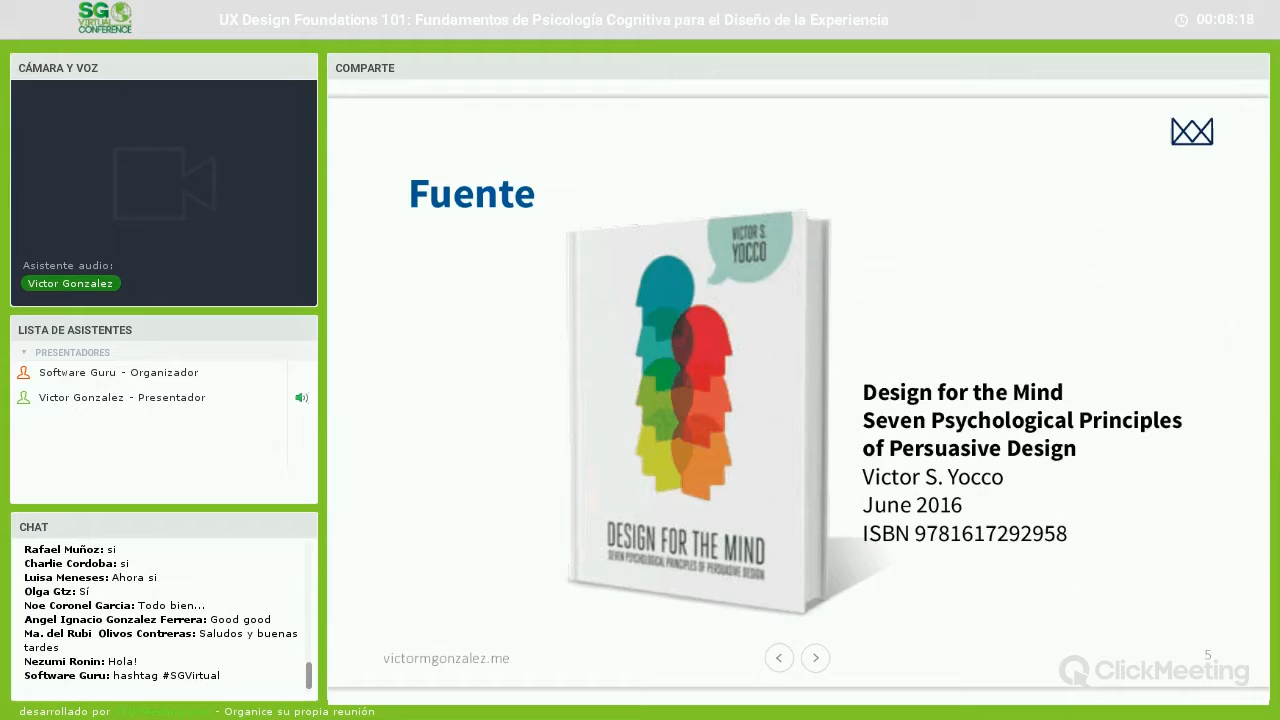 SG
VIRTUAL
CONFERENCE
UX Design Foundations 101: Fundamentos de Psicología Cognitiva para el Diseño de la Experiencia
00:08:18
CÁMARA Y VOZ
Asistente audio:
Victor Gonzalez
LISTA DE ASISTENTES
PRESENTADORES
Software Guru - Organizador
Victor Gonzalez - Presentador
CHAT
Rafael Muñoz: si
Charlie Cordoba: si
Luisa Meneses: Ahora si
Olga Gtz: Sí
Noe Coronel Garcia: Todo bien...
Angel Ignacio Gonzalez Ferrera: Good good
Ma. del Rubi Olivos Contreras: Saludos y buenas
tardes
Nezumi Ronin: Hola!
Software Guru: hashtag #SGVirtual
desarrollado por
- Organice su propia reunión
COMPARTE
Fuente
VICTOR S.
YOCCO
DESIGN FOR THE MIND
SEVEN PSYCHOLOGICAL PRINCIPLES OF PERSUASIVE DESIGN
Design for the Mind
Seven Psychological Principles
of Persuasive Design
Victor S. Yocco
June 2016
ISBN 9781617292958
victormgonzalez.me
5
ClickMeeting